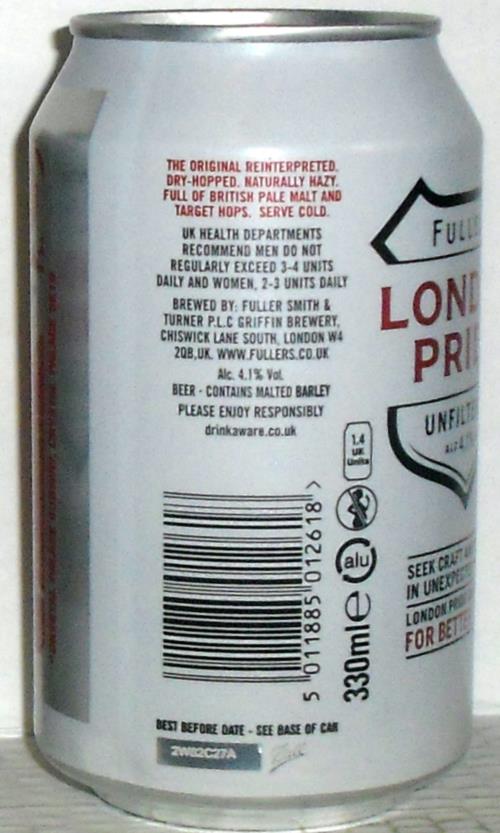 THE ORIGINAL REINTERPRETED.
DRY-HOPPED. NATURALLY HAZY.
FULL OF BRITISH PALE MALT AND
TARGET HOPS. SERVE COLD.
UK HEALTH DEPARTMENTS
RECOMMEND MEN DO NOT
REGULARLY EXCEED 3-4 UNITS
DAILY AND WOMEN, 2-3 UNITS DAILY
BREWED BY: FULLER SMITH &
TURNER P.L.C GRIFFIN BREWERY,
CHISWICK LANE SOUTH, LONDON W4
2QB,UK. WWW.FULLERS.CO.UK
Alc. 4.1% Vol.
BEER - CONTAINS MALTED BARLEY
PLEASE ENJOY RESPONSIBLY
drinkaware.co.uk
1.4
UK
Units
alu
330ml e
5 011885 012618 >
BEST BEFORE DATE - SEE BASE OF CAN
2W82C27A
Ball
FULLE
LOND
PRI
UNFILT
SEEK CRAFT
IN UNEXPEC
LONDON PRIDE
FOR BETTE